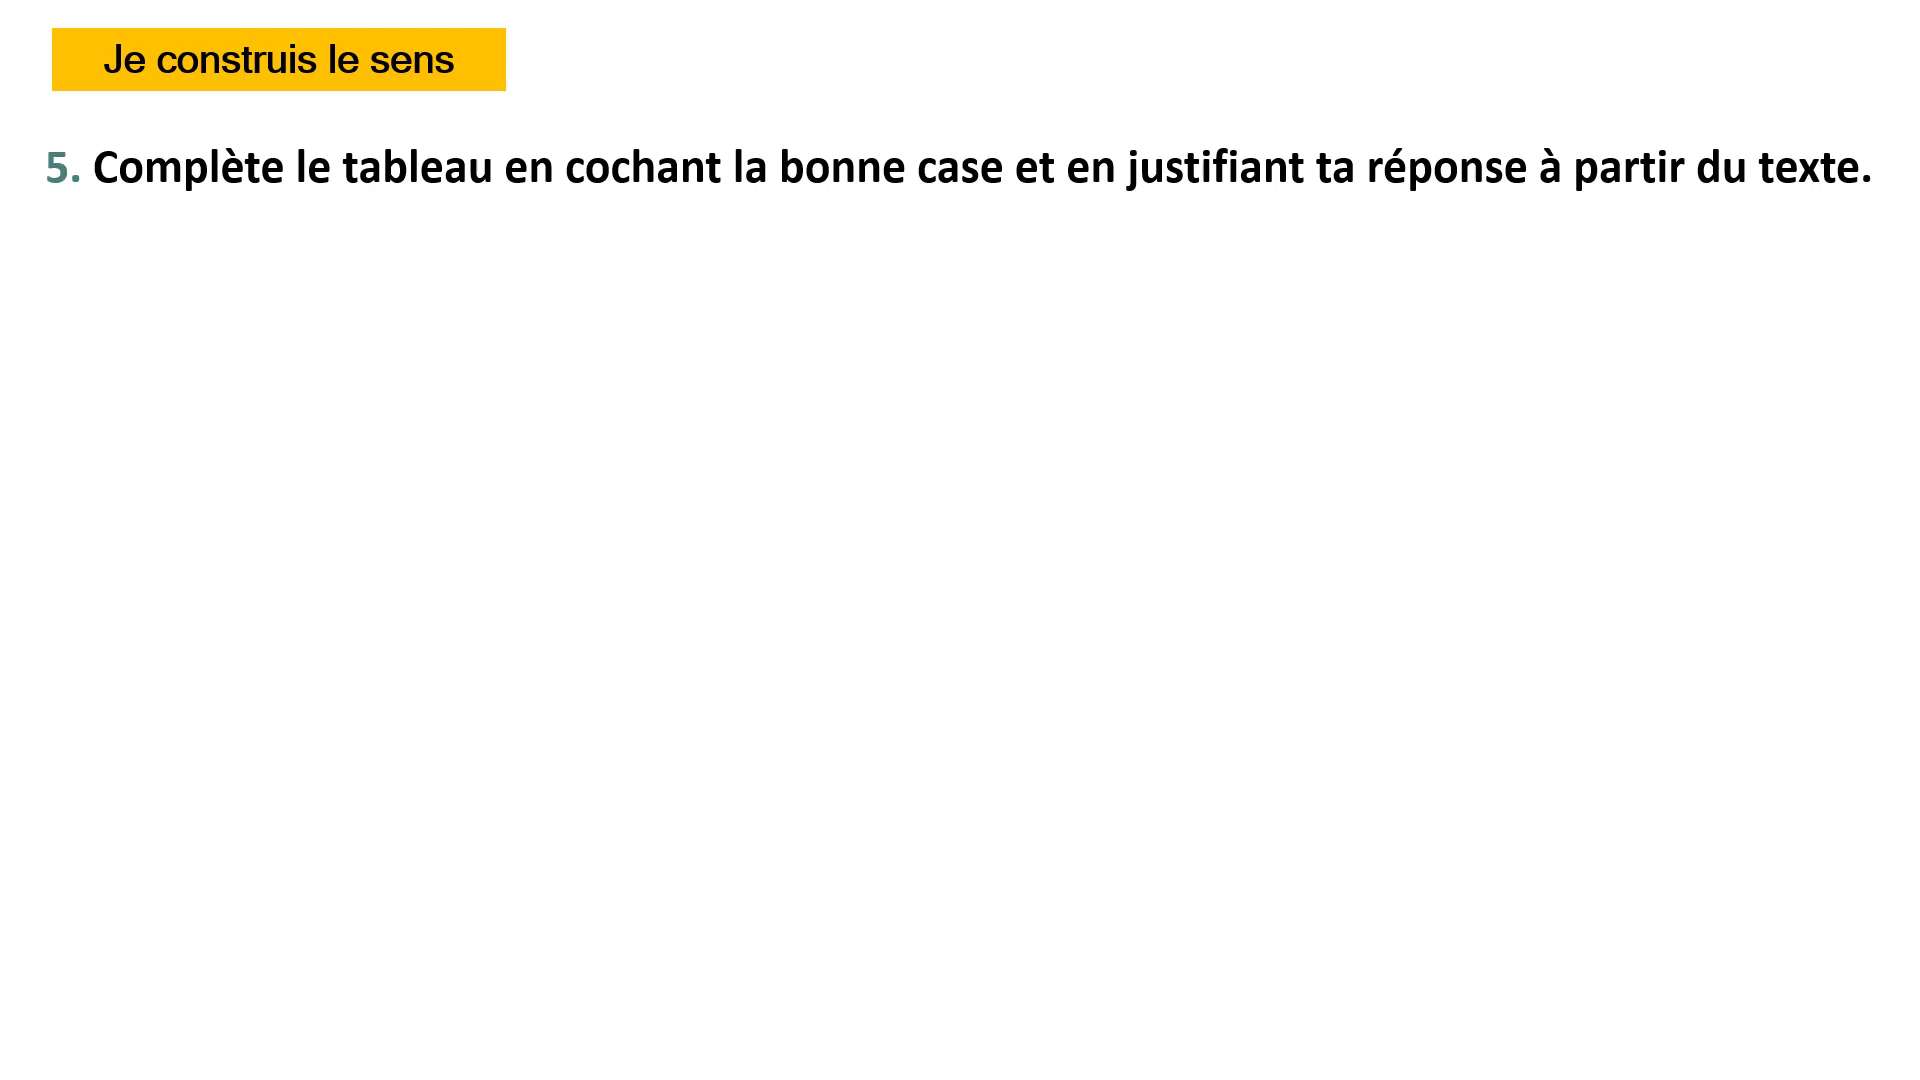 Je construis le sens
5. Complète le tableau en cochant la bonne case et en justifiant ta réponse à partir du texte.